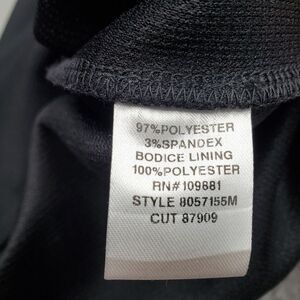 97%POLYESTER
3%SPANDEX
BODICE LINING
100%POLYESTER
RN#109881
STYLE 8057155M
CUT 87909